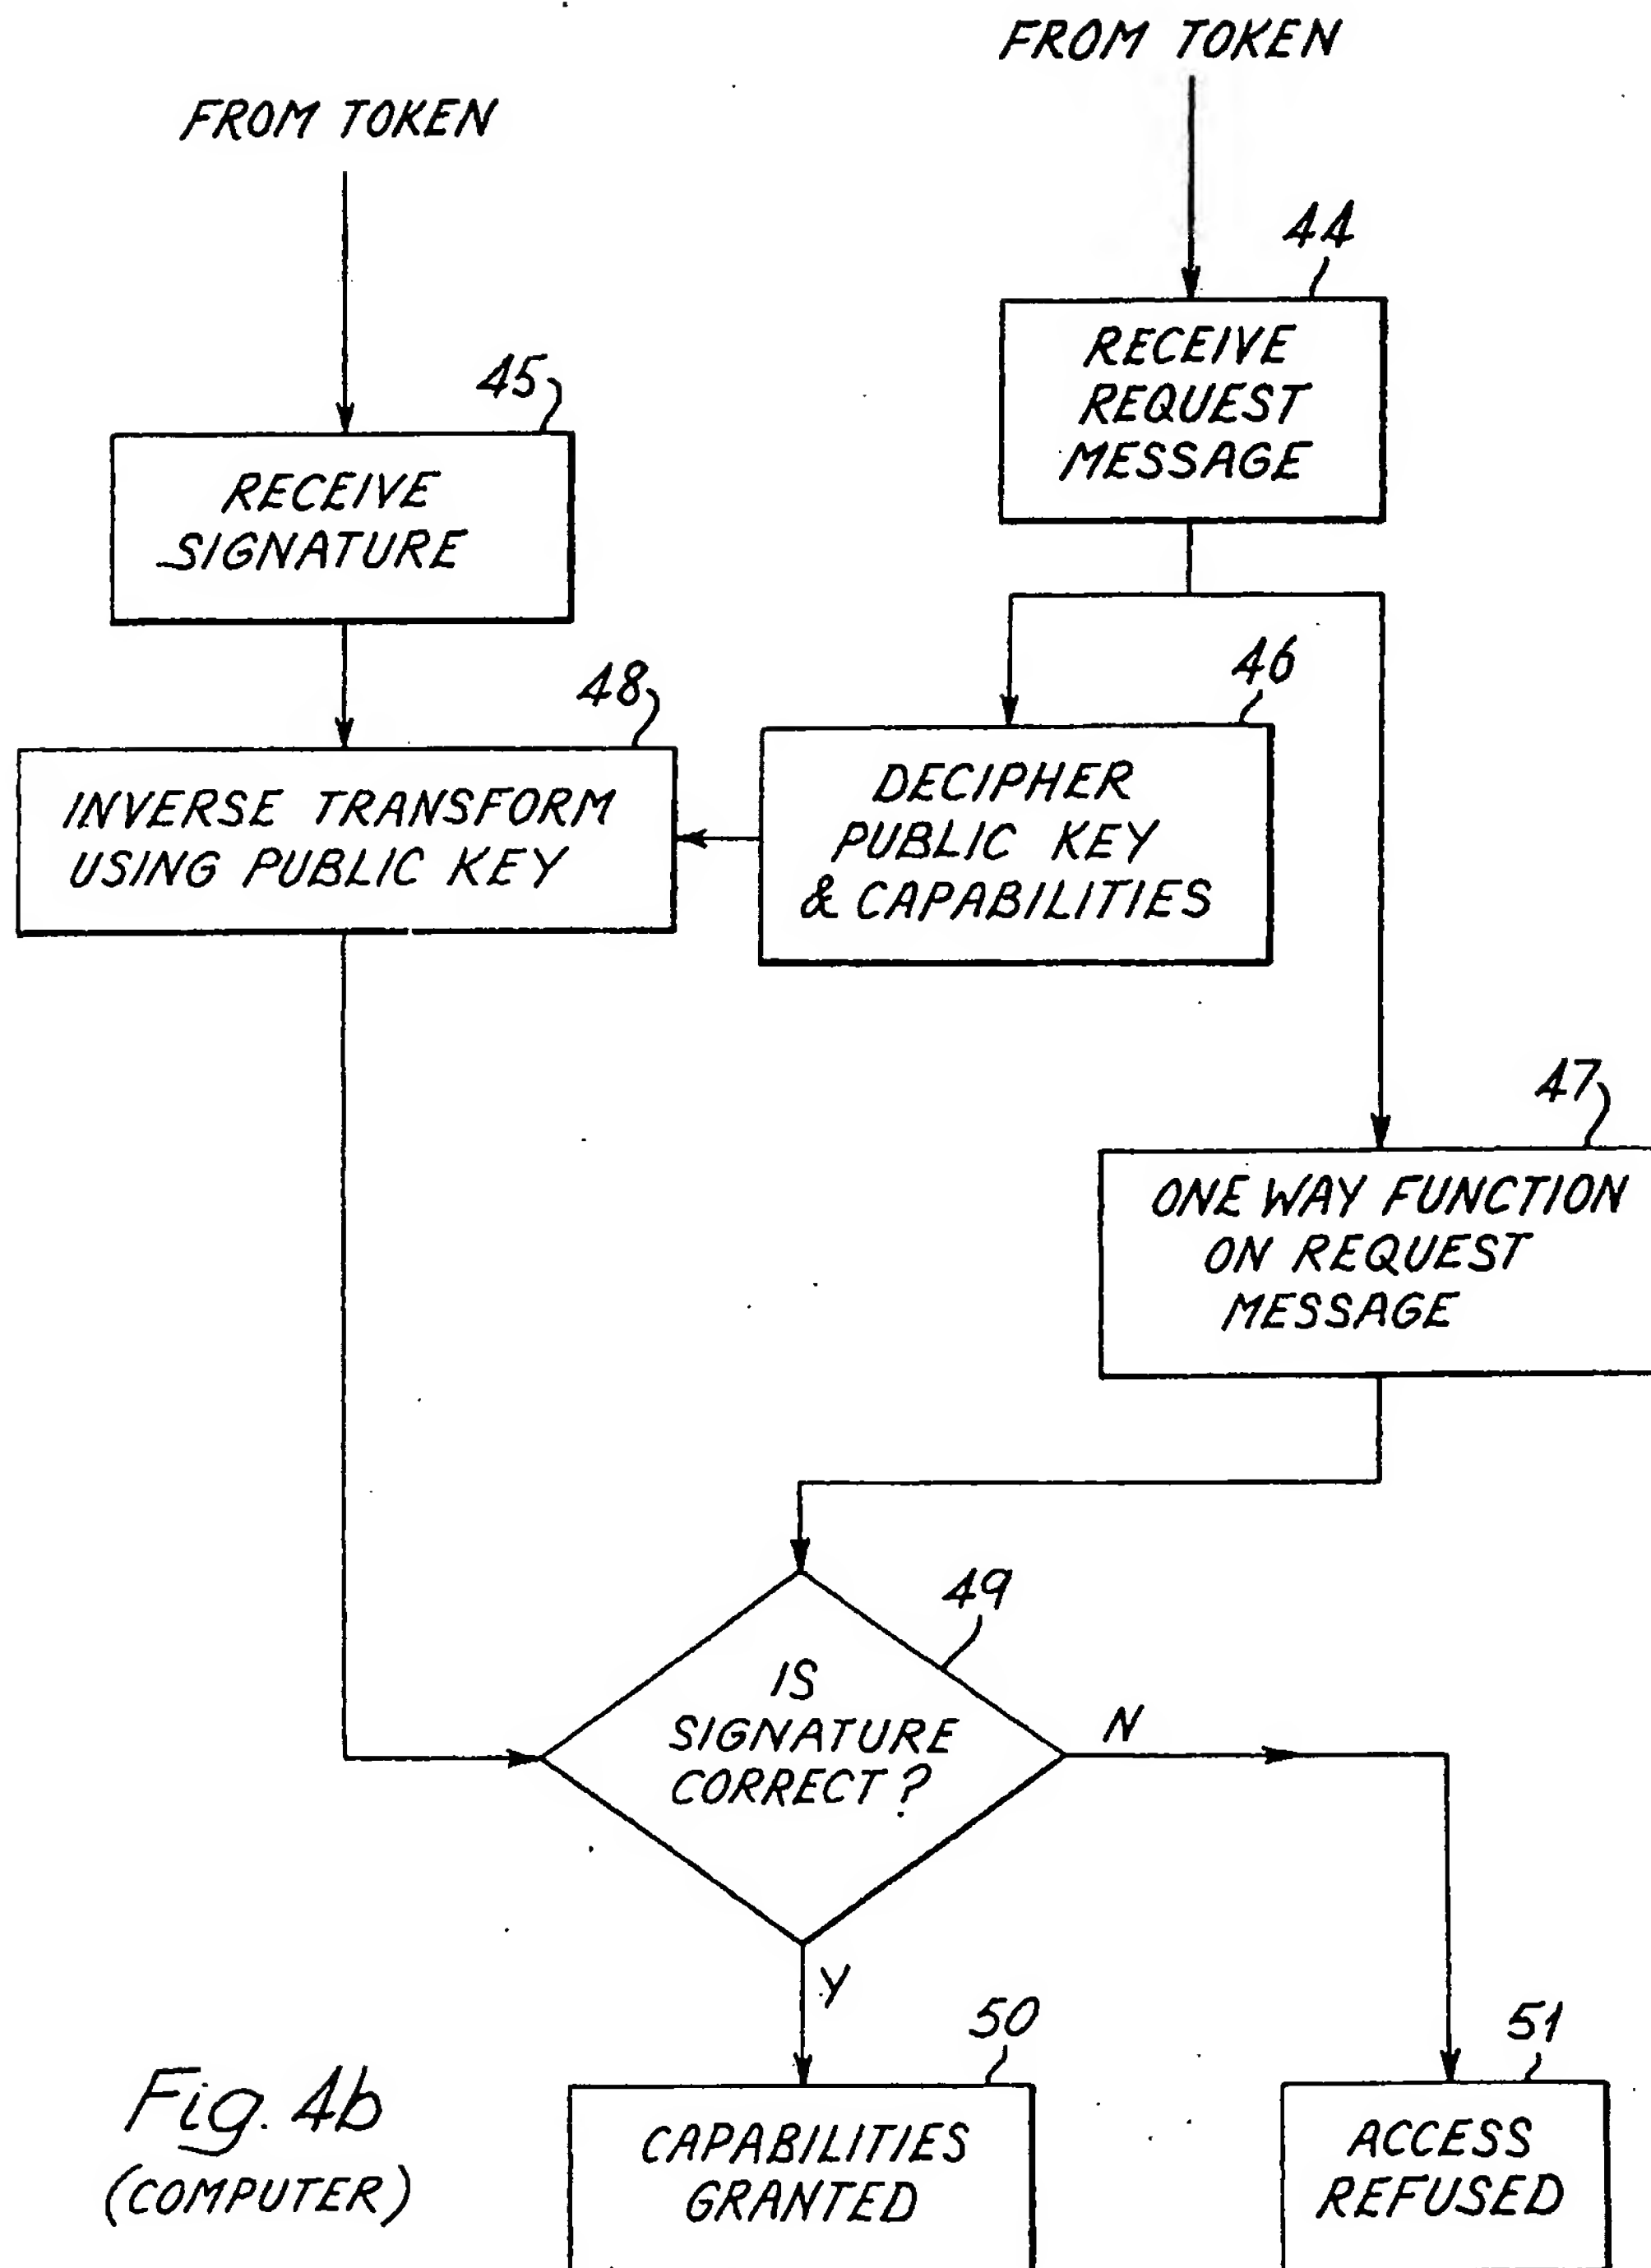 FROM TOKEN
FROM TOKEN
44
RECEIVE
REQUEST
MESSAGE
45
RECEIVE
SIGNATURE
46
DECIPHER
PUBLIC KEY
& CAPABILITIES
48
INVERSE TRANSFORM
USING PUBLIC KEY
47
ONE WAY FUNCTION
ON REQUEST
MESSAGE
49
IS
SIGNATURE
CORRECT?
N
Y
50
CAPABILITIES
GRANTED
51
ACCESS
REFUSED
Fig. 4b
(COMPUTER)